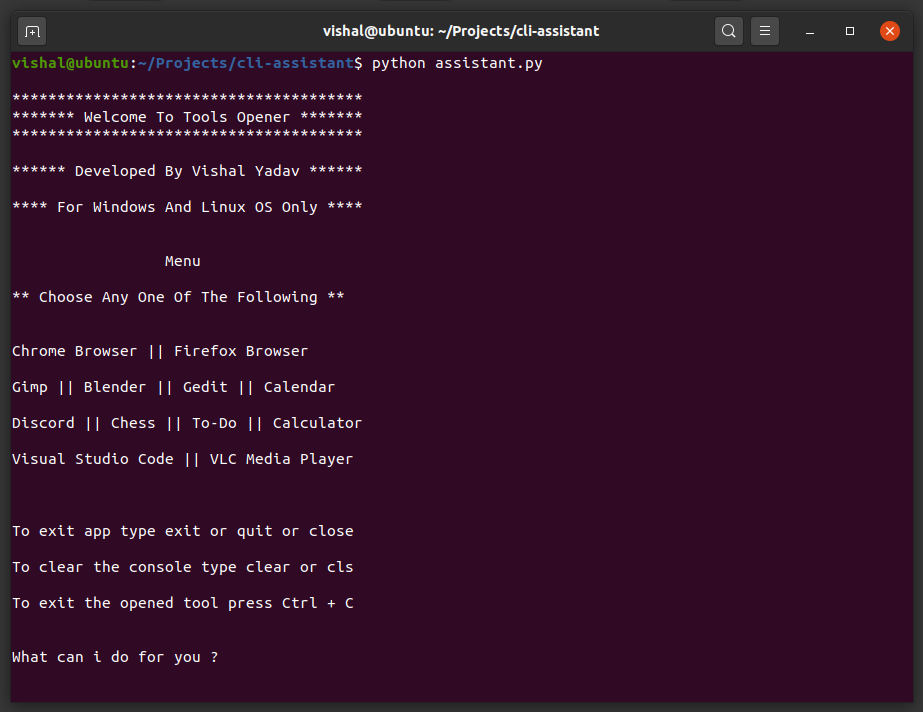 vishal@ubuntu: ~/Projects/cli-assistant
vishal@ubuntu:~/Projects/cli-assistant$ python assistant.py
***************************************
******* Welcome To Tools Opener *******
***************************************
****** Developed By Vishal Yadav ******
**** For Windows And Linux OS Only ****
Menu
** Choose Any One Of The Following **
Chrome Browser || Firefox Browser
Gimp || Blender || Gedit || Calendar
Discord || Chess || To-Do || Calculator
Visual Studio Code || VLC Media Player
To exit app type exit or quit or close
To clear the console type clear or cls
To exit the opened tool press Ctrl + C
What can i do for you ?